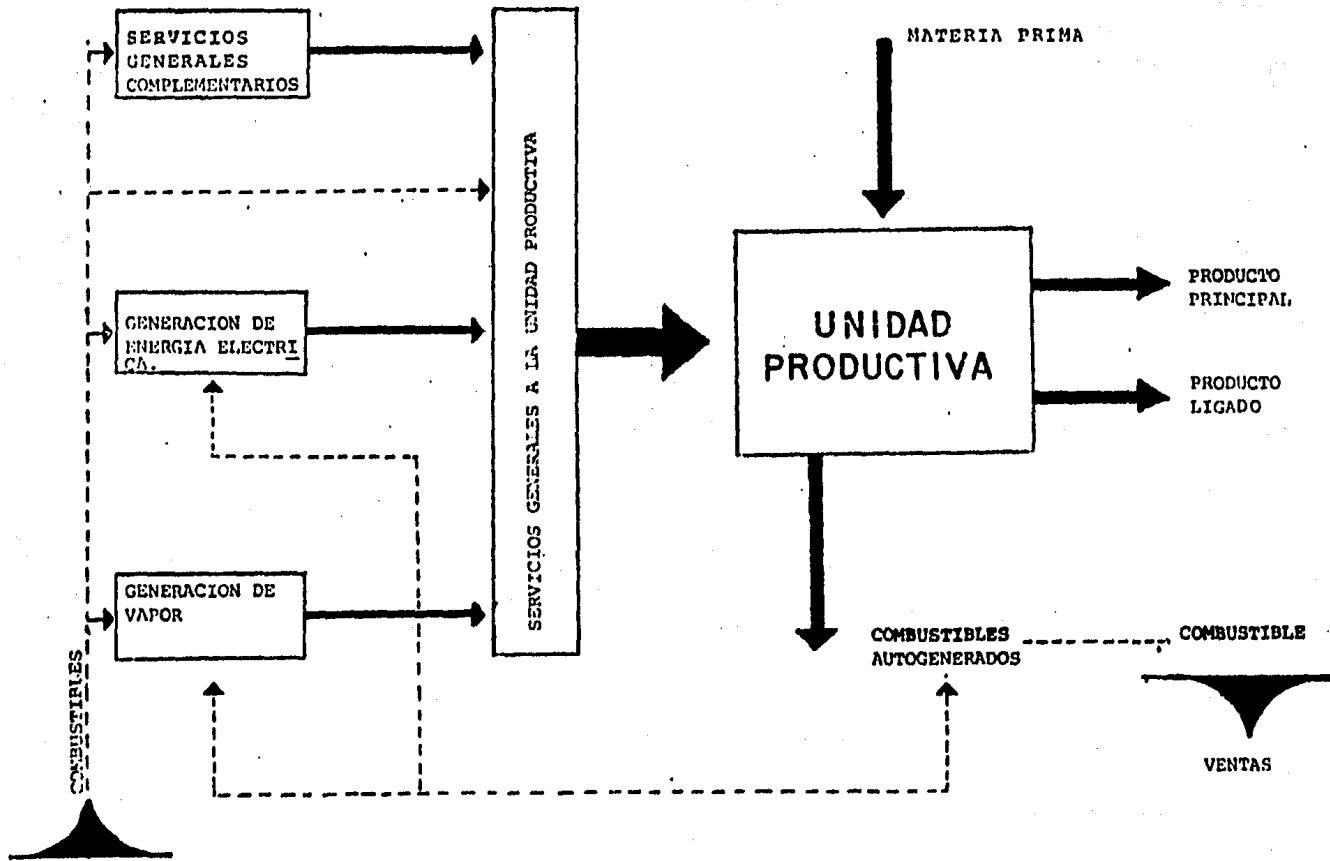 SERVICIOS
GENERALES
COMPLEMENTARIOS
MATERIA PRIMA
SERVICIOS GENERALES A LA UNIDAD PRODUCTIVA
GENERACION DE
ENERGIA ELECTRI
CA.
UNIDAD
PRODUCTIVA
PRODUCTO
PRINCIPAL
PRODUCTO
LIGADO
GENERACION DE
VAPOR
COMBUSTIBLES
COMBUSTIBLES
AUTOGENERADOS
COMBUSTIBLE
VENTAS